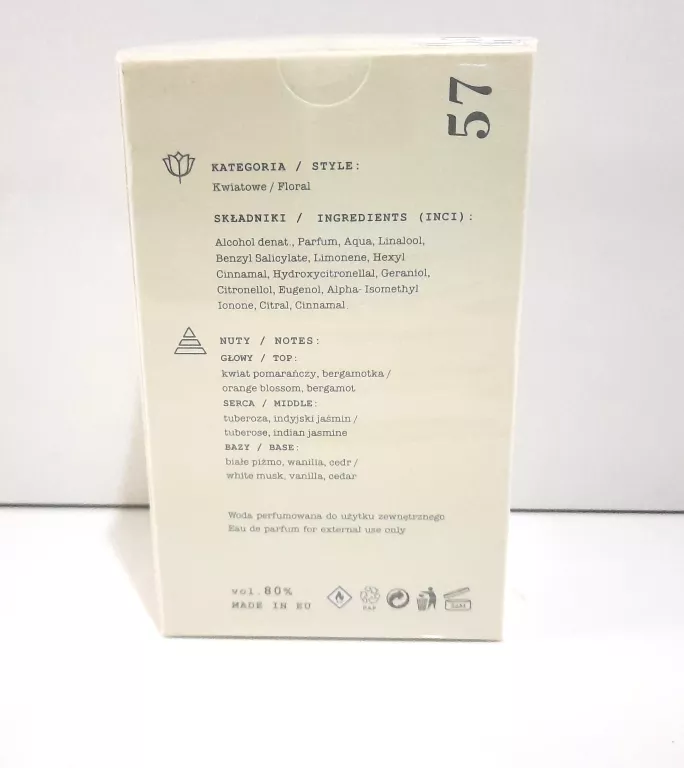 57
KATEGORIA / STYLE:
Kwiatowe / Floral
SKŁADNIKI / INGREDIENTS (INCI):
Alcohol denat., Parfum, Aqua, Linalool,
Benzyl Salicylate, Limonene, Hexyl
Cinnamal, Hydroxycitronellal, Geraniol,
Citronellol, Eugenol, Alpha- Isomethyl
Ionone, Citral, Cinnamal.
NUTY / NOTES:
GŁOWY / TOP:
kwiat pomarańczy, bergamotka /
orange blossom, bergamot
SERCA / MIDDLE:
tuberoza, indyjski jaśmin /
tuberose, indian jasmine
BAZY / BASE:
białe piżmo, wanilia, cedr /
white musk, vanilla, cedar
Woda perfumowana do użytku zewnętrznego
Eau de parfum for external use only
vol.80%
MADE IN EU
PAP